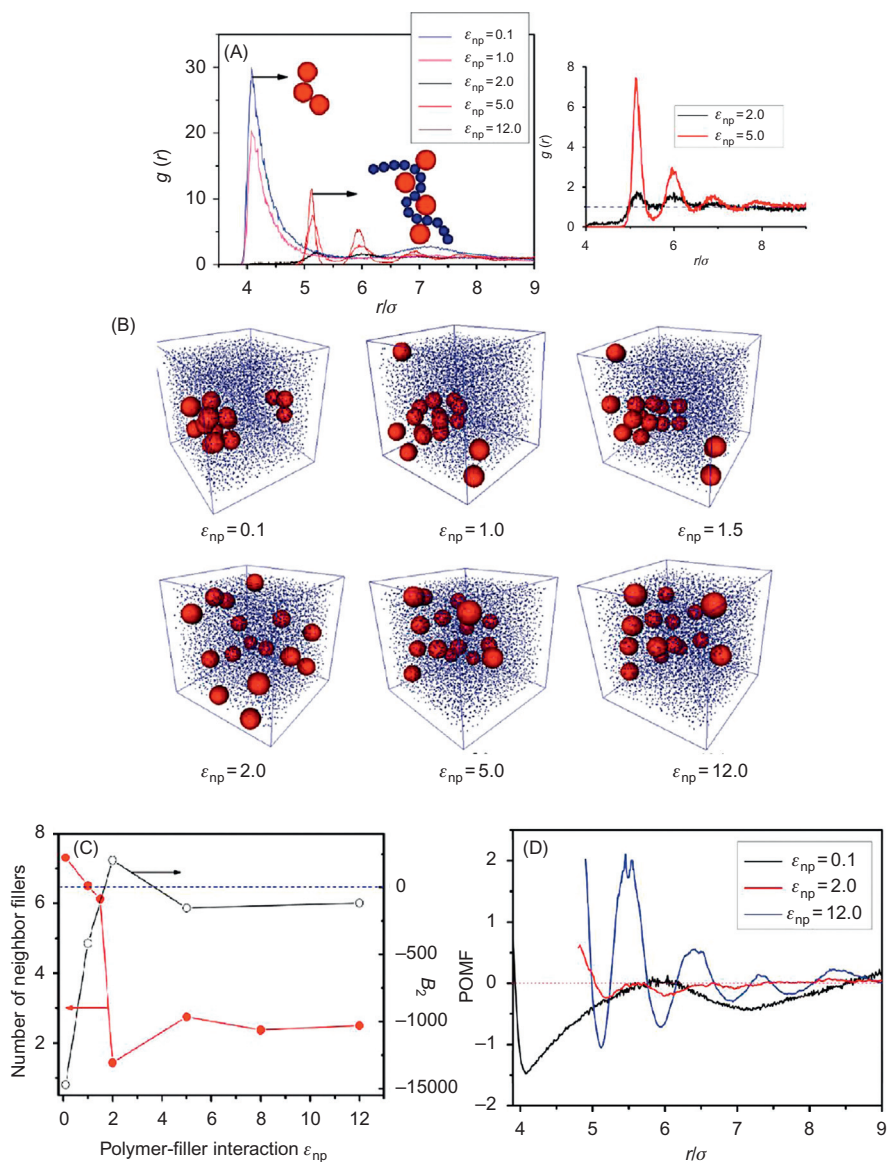 (A)
g (r)
30
25
20
15
10
5
0
4 5 6 7 8 9
r/σ
εnp = 0.1
εnp = 1.0
εnp = 2.0
εnp = 5.0
εnp = 12.0
g (r)
8
6
4
2
0
4 6 8
r/σ
εnp = 2.0
εnp = 5.0
(B)
εnp = 0.1
εnp = 1.0
εnp = 1.5
εnp = 2.0
εnp = 5.0
εnp = 12.0
(C)
Number of neighbor fillers
8
6
4
2
0
–500
–1000
–15000
B2
0 2 4 6 8 10 12
Polymer-filler interaction εnp
(D)
POMF
2
1
0
–1
–2
4 5 6 7 8 9
r/σ
εnp = 0.1
εnp = 2.0
εnp = 12.0